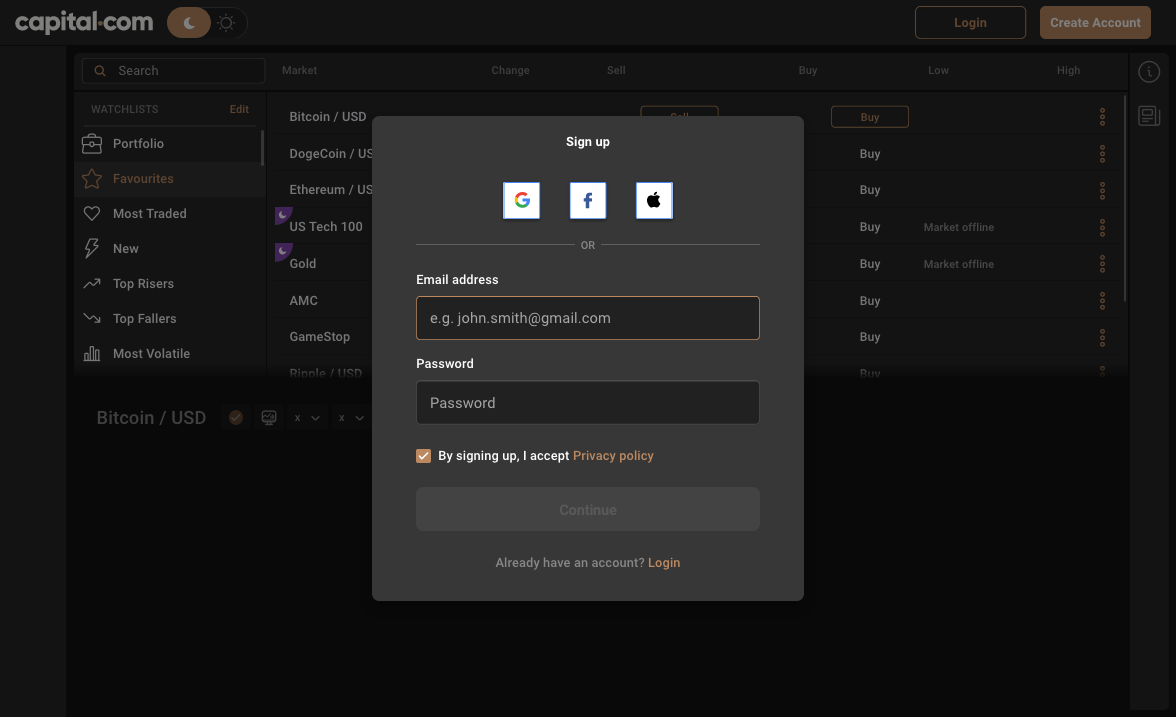 capital.com
Login
Create Account
Search
Market
Change
Sell
Buy
Low
High
WATCHLISTS
Edit
Portfolio
Favourites
Most Traded
New
Top Risers
Top Fallers
Most Volatile
Bitcoin / USD
Sell
Buy
DogeCoin / US
Buy
Ethereum / US
Buy
US Tech 100
Buy
Market offline
Gold
Buy
Market offline
AMC
Buy
GameStop
Buy
Ripple / USD
Buy
Bitcoin / USD
x
x
Sign up
OR
Email address
e.g. john.smith@gmail.com
Password
Password
By signing up, I accept Privacy policy
Continue
Already have an account? Login